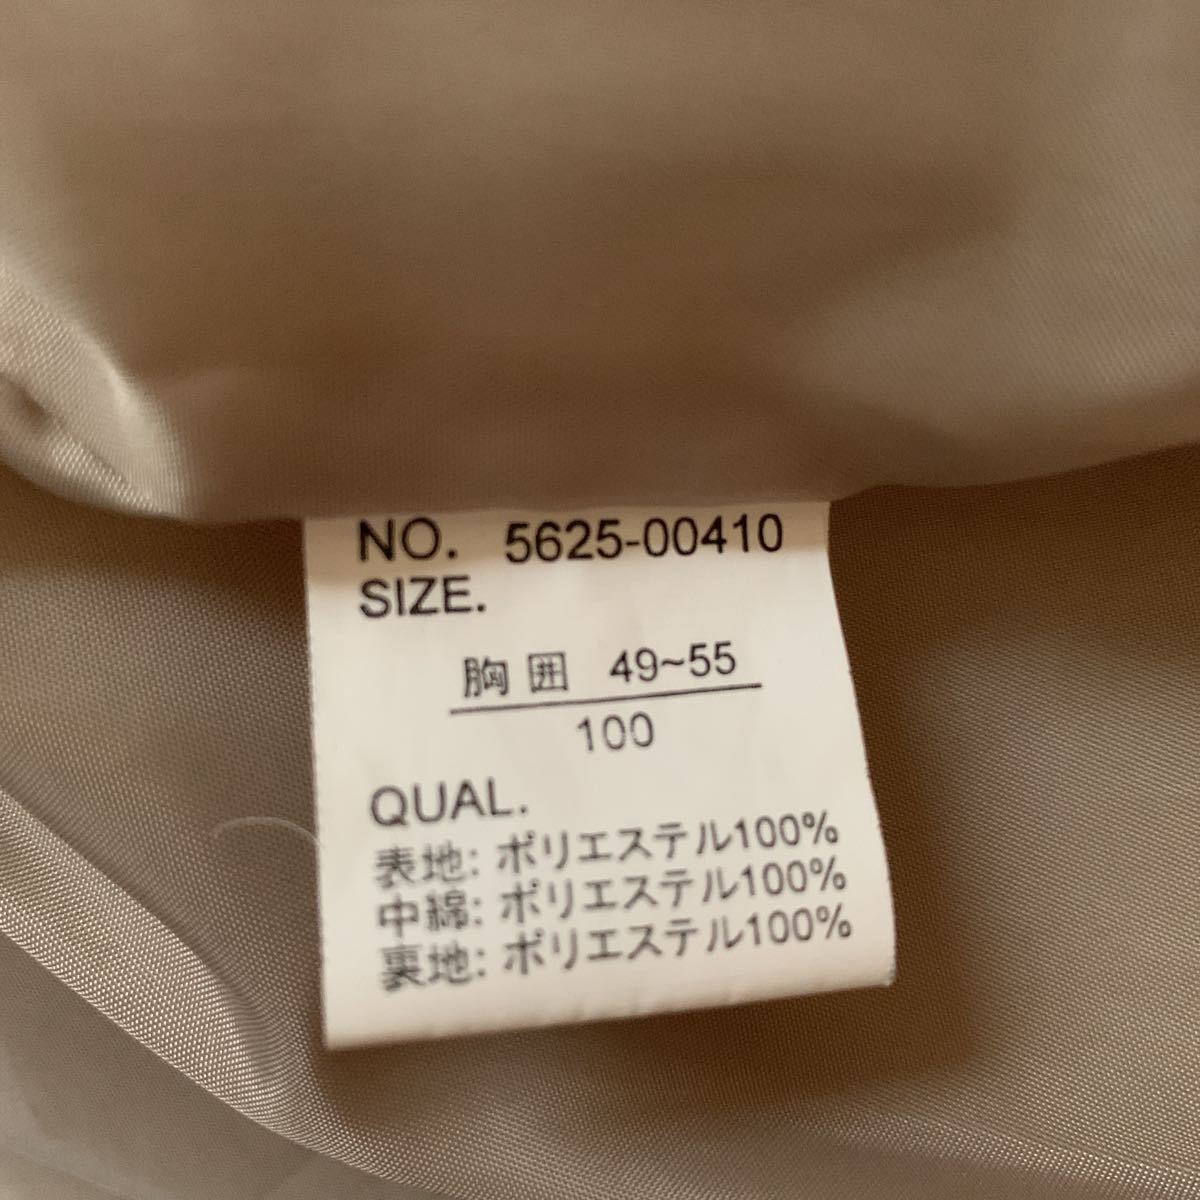 NO. 5625-00410
SIZE.
胸囲 49~55
100
QUAL.
表地: ポリエステル100%
中綿: ポリエステル100%
裏地: ポリエステル100%